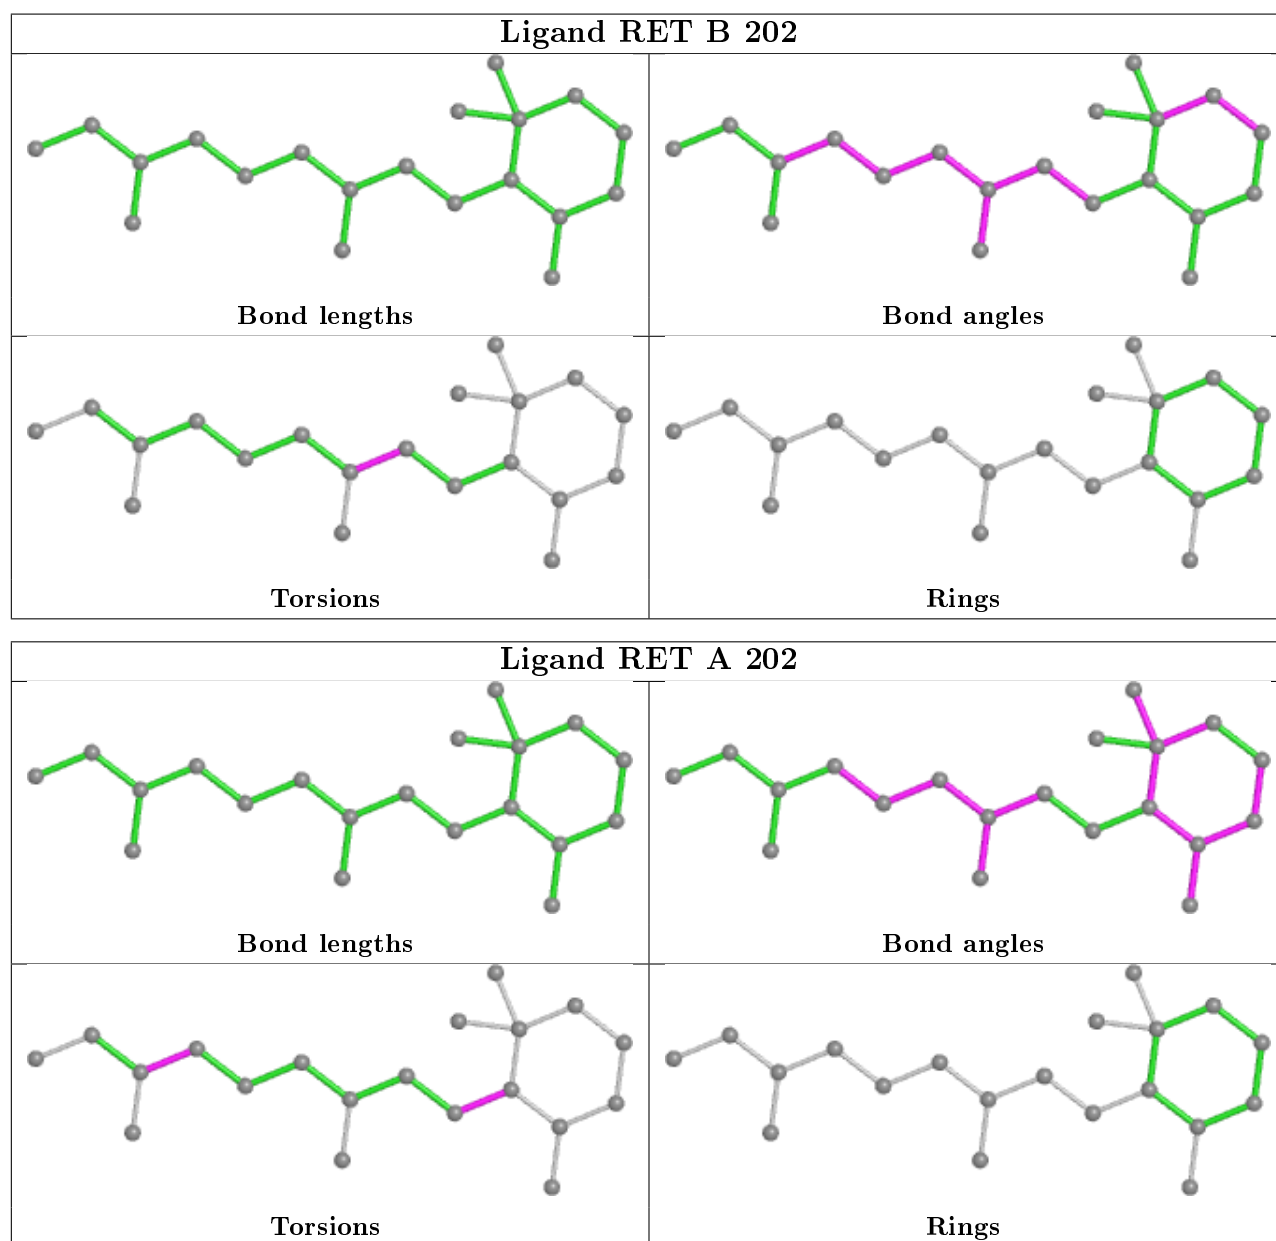 Ligand RET B 202
Bond lengths
Bond angles
Torsions
Rings
Ligand RET A 202
Bond lengths
Bond angles
Torsions
Rings